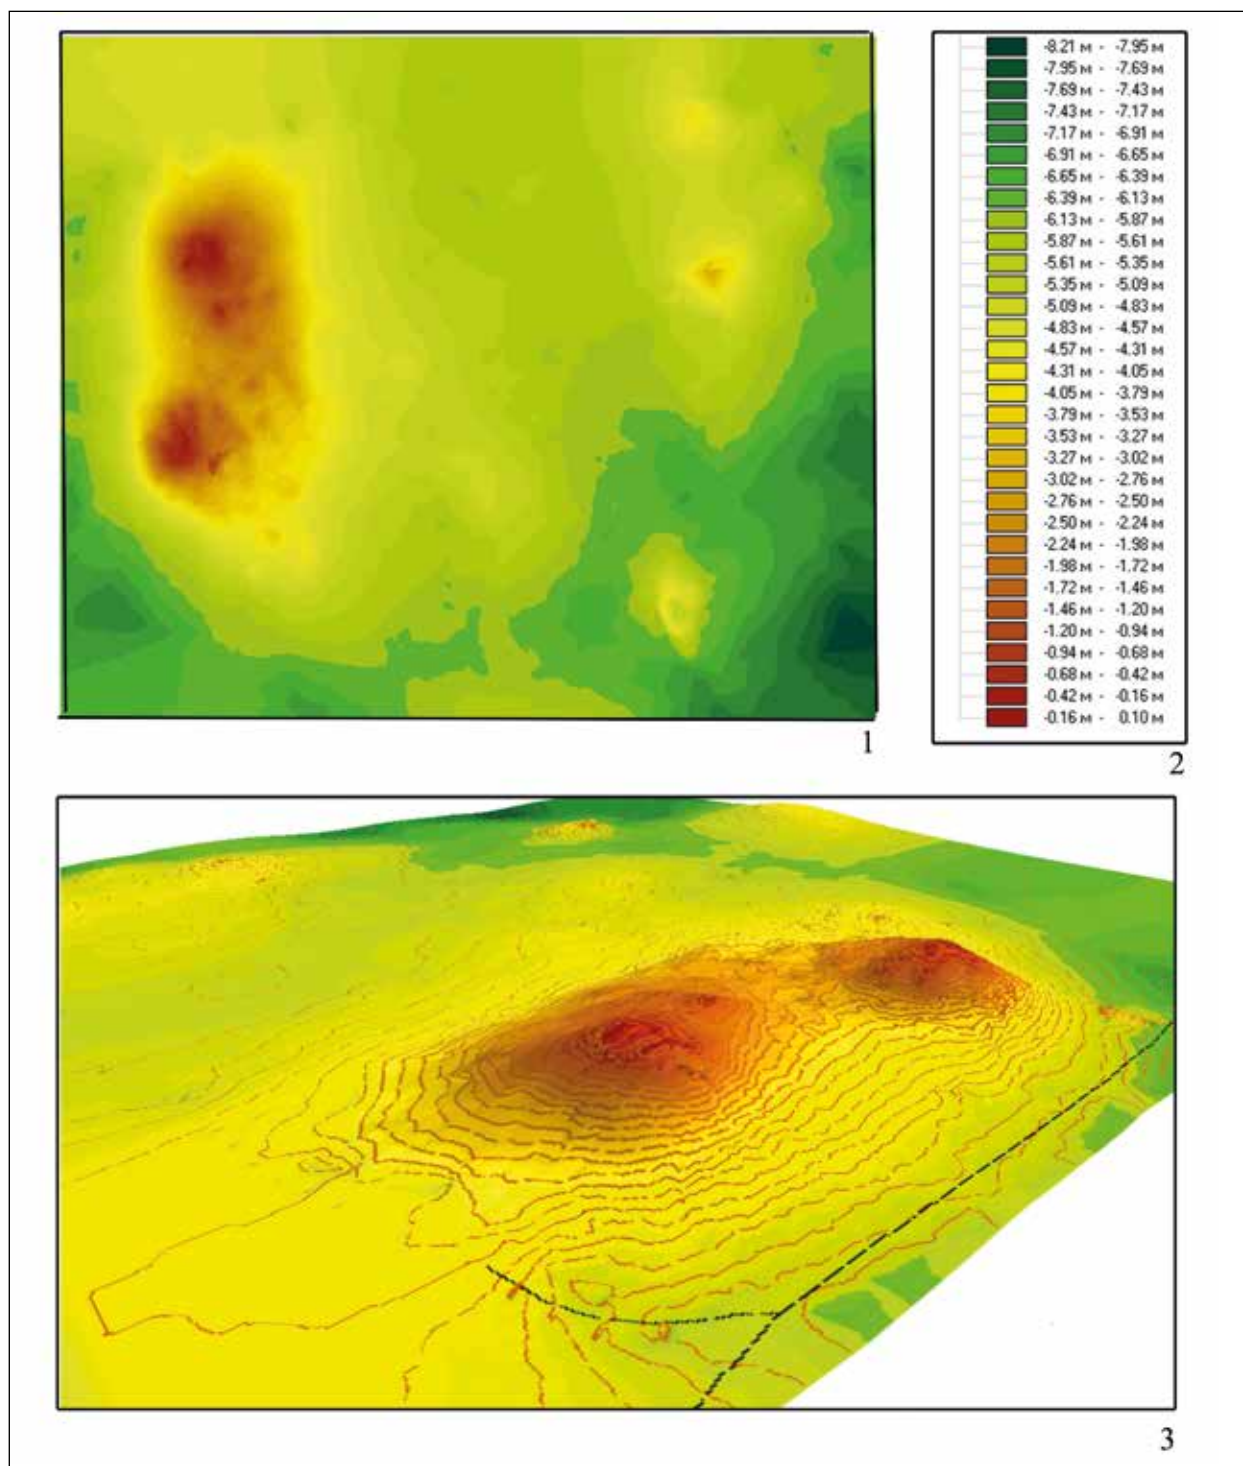 -8.21 м - -7.95 м
-7.95 м - -7.69 м
-7.69 м - -7.43 м
-7.43 м - -7.17 м
-7.17 м - -6.91 м
-6.91 м - -6.65 м
-6.65 м - -6.39 м
-6.39 м - -6.13 м
-6.13 м - -5.87 м
-5.87 м - -5.61 м
-5.61 м - -5.35 м
-5.35 м - -5.09 м
-5.09 м - -4.83 м
-4.83 м - -4.57 м
-4.57 м - -4.31 м
-4.31 м - -4.05 м
-4.05 м - -3.79 м
-3.79 м - -3.53 м
-3.53 м - -3.27 м
-3.27 м - -3.02 м
-3.02 м - -2.76 м
-2.76 м - -2.50 м
-2.50 м - -2.24 м
-2.24 м - -1.98 м
-1.98 м - -1.72 м
-1.72 м - -1.46 м
-1.46 м - -1.20 м
-1.20 м - -0.94 м
-0.94 м - -0.68 м
-0.68 м - -0.42 м
-0.42 м - -0.16 м
-0.16 м - 0.10 м
1
2
3